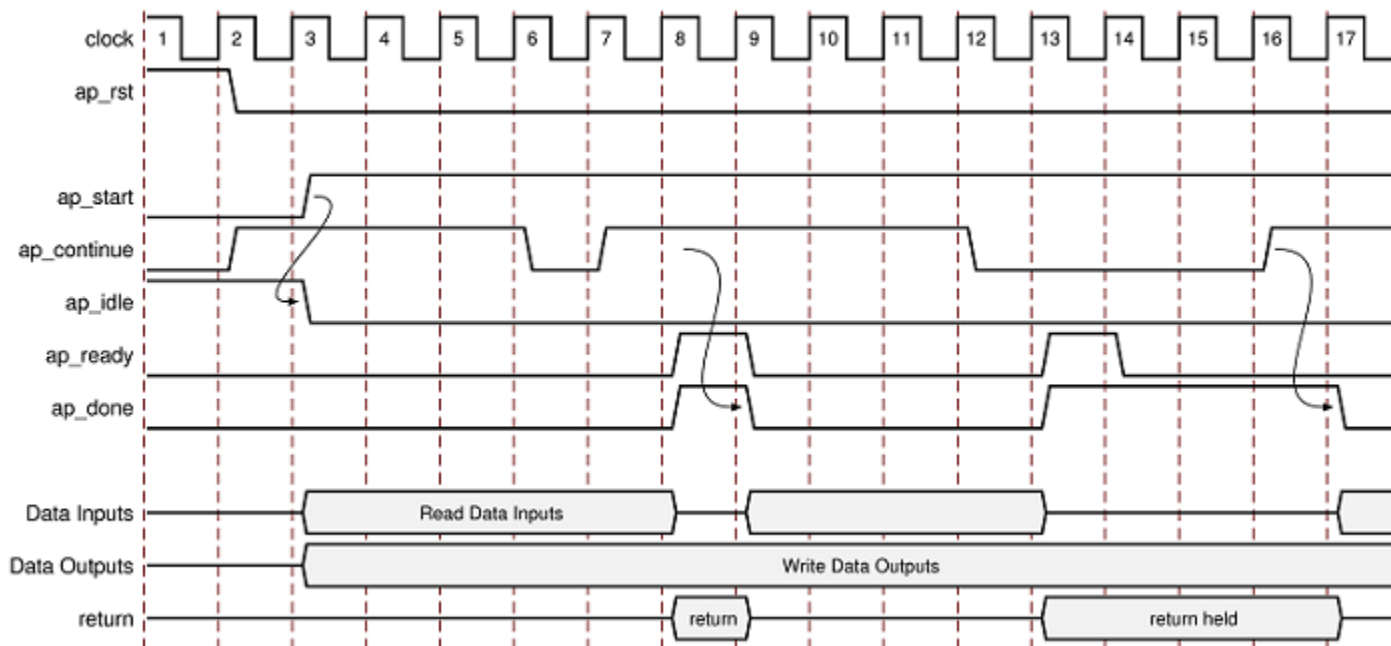 clock 1 2 3 4 5 6 7 8 9 10 11 12 13 14 15 16 17
ap_rst
ap_start
ap_continue
ap_idle
ap_ready
ap_done
Data Inputs Read Data Inputs
Data Outputs Write Data Outputs
return return return held